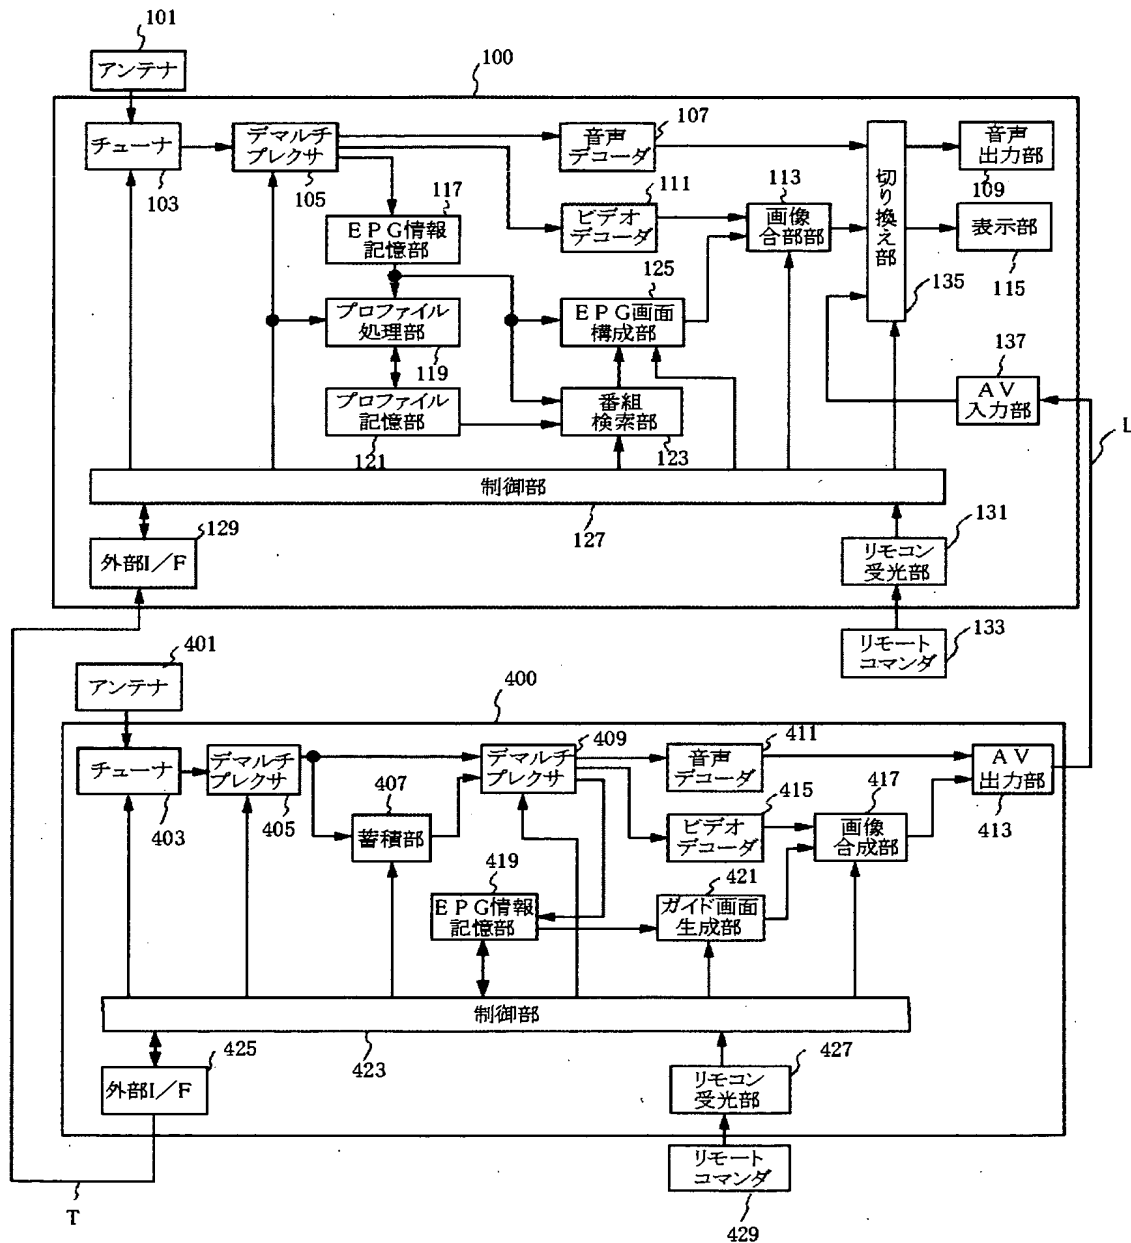 101
アンテナ
100
チューナ
103
デマルチ
プレクサ
105
音声
デコーダ
107
切り換え部
135
音声
出力部
109
EPG情報
記憶部
117
ビデオ
デコーダ
111
画像
合部部
113
表示部
115
プロファイル
処理部
119
EPG画面
構成部
125
AV
入力部
137
プロファイル
記憶部
121
番組
検索部
123
L
制御部
127
外部I/F
129
リモコン
受光部
131
リモート
コマンダ
133
401
アンテナ
400
チューナ
403
デマルチ
プレクサ
405
デマルチ
プレクサ
409
音声
デコーダ
411
AV
出力部
413
蓄積部
407
ビデオ
デコーダ
415
画像
合成部
417
EPG情報
記憶部
419
ガイド画面
生成部
421
制御部
423
外部I/F
425
リモコン
受光部
427
リモート
コマンダ
429
T